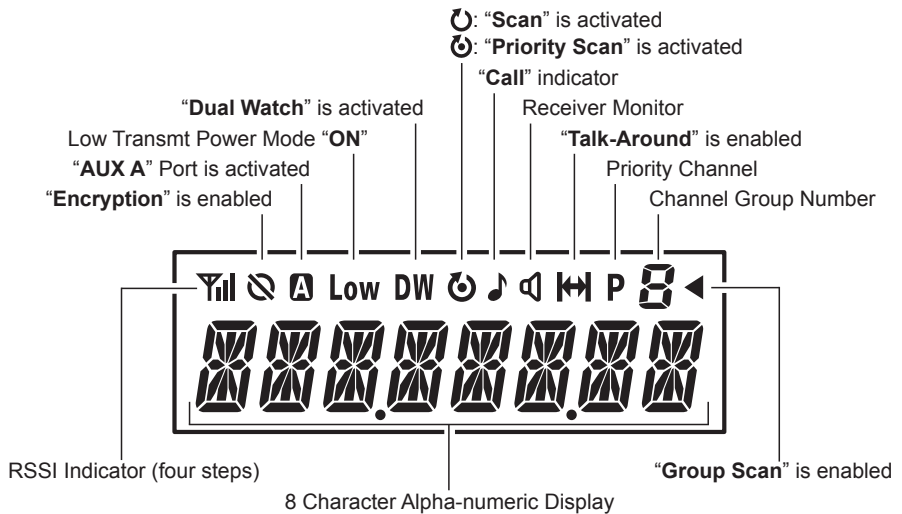 : “Scan” is activated
: “Priority Scan” is activated
“Call” indicator
“Dual Watch” is activated
Receiver Monitor
Low Transmt Power Mode “ON”
“Talk-Around” is enabled
“AUX A” Port is activated
Priority Channel
“Encryption” is enabled
Channel Group Number
A Low DW P 8
RSSI Indicator (four steps)
“Group Scan” is enabled
8 Character Alpha-numeric Display